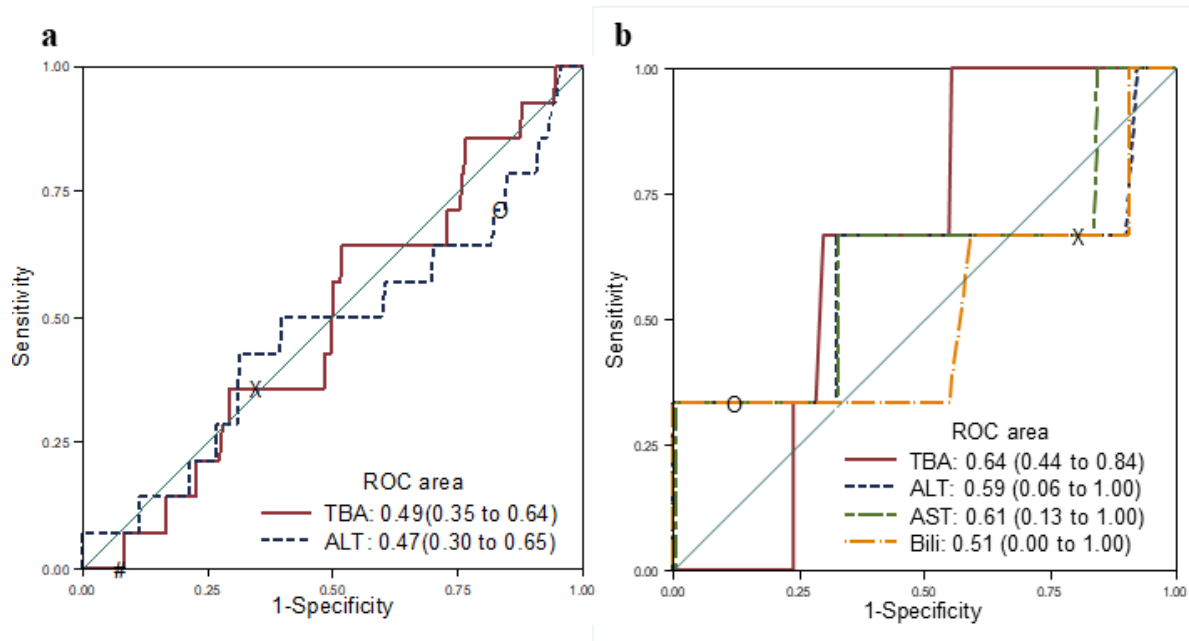 a
1.00
0.75
0.50
0.25
0.00
Sensitivity
O
X
#
ROC area
TBA: 0.49(0.35 to 0.64)
ALT: 0.47(0.30 to 0.65)
0.00 0.25 0.50 0.75 1.00
1-Specificity
b
1.00
0.75
0.50
0.25
0.00
Sensitivity
X
O
ROC area
TBA: 0.64 (0.44 to 0.84)
ALT: 0.59 (0.06 to 1.00)
AST: 0.61 (0.13 to 1.00)
Bili: 0.51 (0.00 to 1.00)
0.00 0.25 0.50 0.75 1.00
1-Specificity